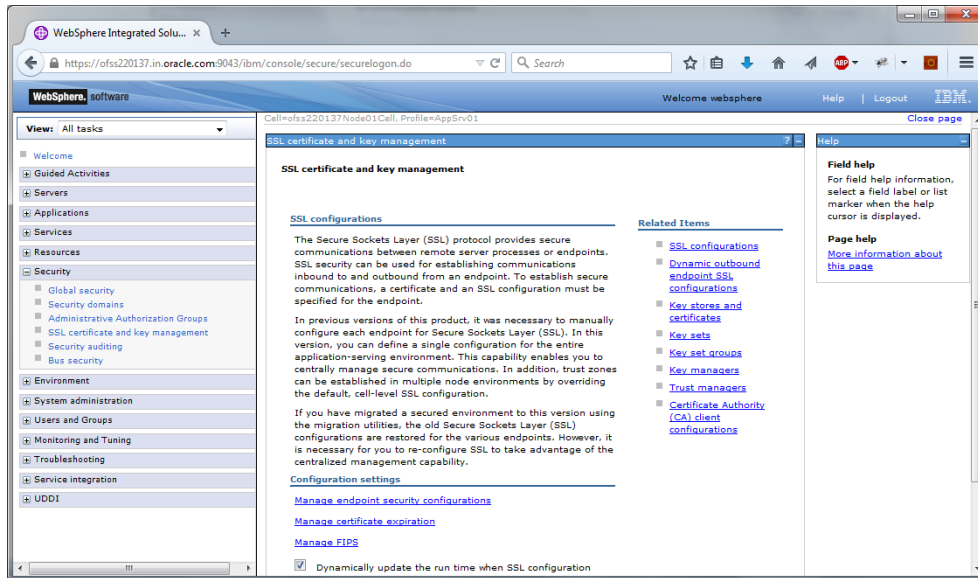 WebSphere Integrated Solu... × +
https://ofss220137.in.oracle.com:9043/ibm/console/secure/securelogon.do
Search
ABP
WebSphere. software
Welcome websphere
Help | Logout
IBM.
View: All tasks
Welcome
Guided Activities
Servers
Applications
Services
Resources
Security
Global security
Security domains
Administrative Authorization Groups
SSL certificate and key management
Security auditing
Bus security
Environment
System administration
Users and Groups
Monitoring and Tuning
Troubleshooting
Service integration
UDDI
Cell=ofss220137Node01Cell, Profile=AppSrv01
Close page
SSL certificate and key management
? -
SSL certificate and key management
SSL configurations
The Secure Sockets Layer (SSL) protocol provides secure
communications between remote server processes or endpoints.
SSL security can be used for establishing communications
inbound to and outbound from an endpoint. To establish secure
communications, a certificate and an SSL configuration must be
specified for the endpoint.
In previous versions of this product, it was necessary to manually
configure each endpoint for Secure Sockets Layer (SSL). In this
version, you can define a single configuration for the entire
application-serving environment. This capability enables you to
centrally manage secure communications. In addition, trust zones
can be established in multiple node environments by overriding
the default, cell-level SSL configuration.
If you have migrated a secured environment to this version using
the migration utilities, the old Secure Sockets Layer (SSL)
configurations are restored for the various endpoints. However, it
is necessary for you to re-configure SSL to take advantage of the
centralized management capability.
Configuration settings
Manage endpoint security configurations
Manage certificate expiration
Manage FIPS
Dynamically update the run time when SSL configuration
Related Items
SSL configurations
Dynamic outbound
endpoint SSL
configurations
Key stores and
certificates
Key sets
Key set groups
Key managers
Trust managers
Certificate Authority
(CA) client
configurations
Help
Field help
For field help information,
select a field label or list
marker when the help
cursor is displayed.
Page help
More information about
this page